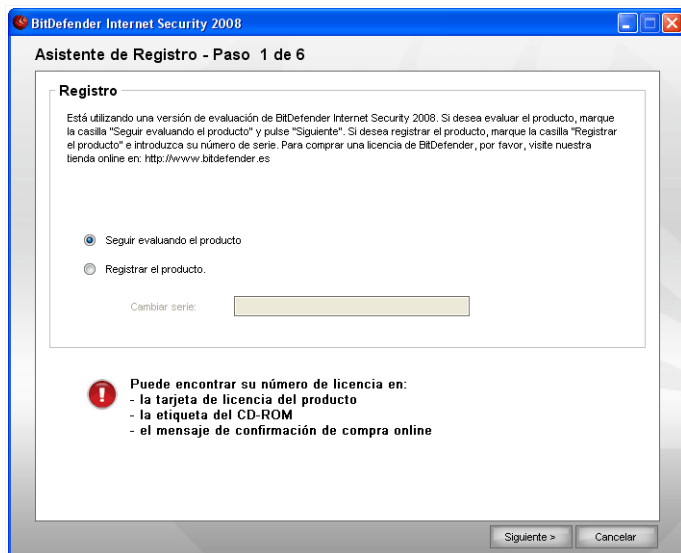 BitDefender Internet Security 2008
Asistente de Registro - Paso 1 de 6
Registro
Está utilizando una versión de evaluación de BitDefender Internet Security 2008. Si desea evaluar el producto, marque
la casilla "Seguir evaluando el producto" y pulse "Siguiente". Si desea registrar el producto, marque la casilla "Registrar
el producto" e introduzca su número de serie. Para comprar una licencia de BitDefender, por favor, visite nuestra
tienda online en: http://www.bitdefender.es
Seguir evaluando el producto
Registrar el producto.
Cambiar serie:
Puede encontrar su número de licencia en:
- la tarjeta de licencia del producto
- la etiqueta del CD-ROM
- el mensaje de confirmación de compra online
Siguiente >
Cancelar